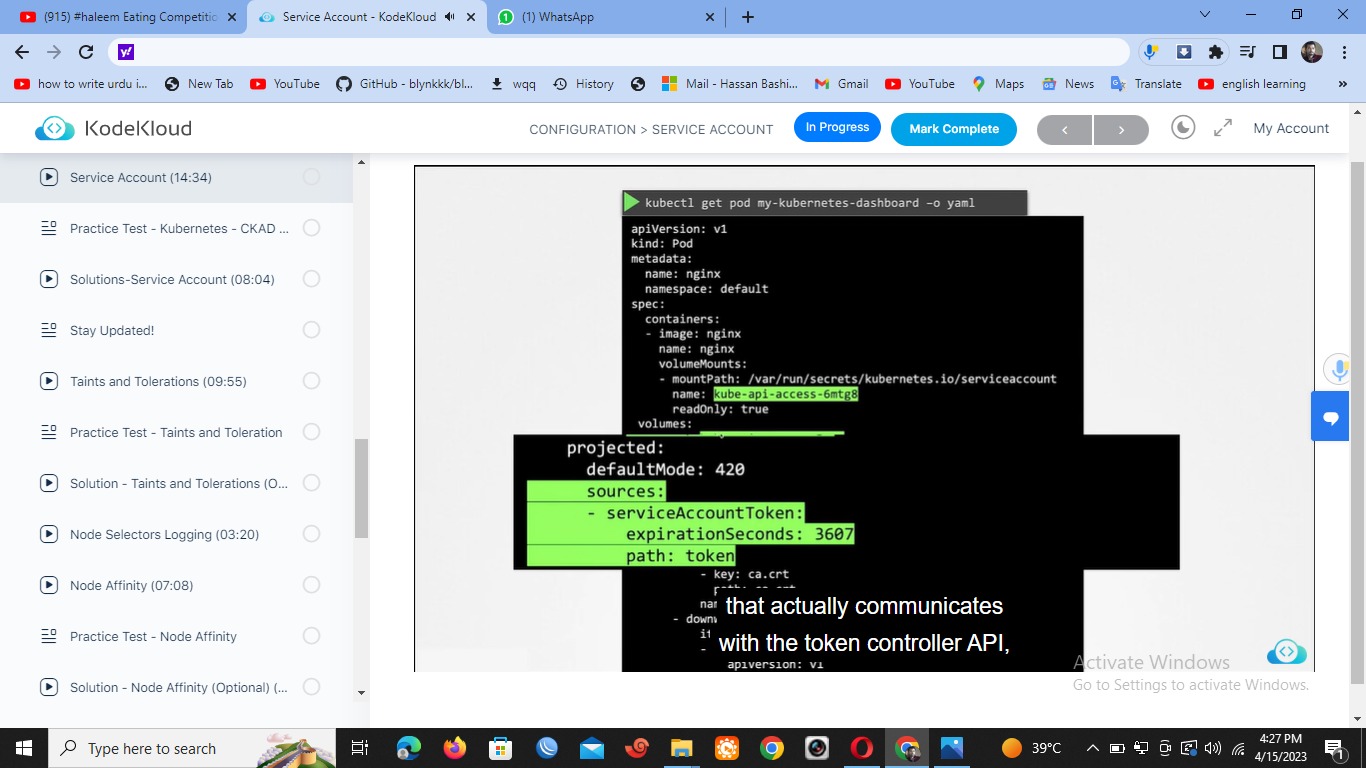 (915) #haleem Eating Competitio
Service Account - KodeKloud
(1) WhatsApp
how to write urdu i...
New Tab
YouTube
GitHub - blynkkk/bl...
wqq
History
Mail - Hassan Bashi...
Gmail
YouTube
Maps
News
Translate
english learning
KodeKloud
CONFIGURATION > SERVICE ACCOUNT
In Progress
Mark Complete
My Account
Service Account (14:34)
Practice Test - Kubernetes - CKAD ...
Solutions-Service Account (08:04)
Stay Updated!
Taints and Tolerations (09:55)
Practice Test - Taints and Toleration
Solution - Taints and Tolerations (O...
Node Selectors Logging (03:20)
Node Affinity (07:08)
Practice Test - Node Affinity
Solution - Node Affinity (Optional) (...
kubectl get pod my-kubernetes-dashboard –o yaml
apiVersion: v1
kind: Pod
metadata:
name: nginx
namespace: default
spec:
containers:
- image: nginx
name: nginx
volumeMounts:
- mountPath: /var/run/secrets/kubernetes.io/serviceaccount
name: kube-api-access-6mtg8
readOnly: true
volumes:
projected:
defaultMode: 420
sources:
- serviceAccountToken:
expirationSeconds: 3607
path: token
- key: ca.crt
that actually communicates
with the token controller API,
apiVersion: v1
Activate Windows
Go to Settings to activate Windows.
Type here to search
39°C
4:27 PM
4/15/2023
1